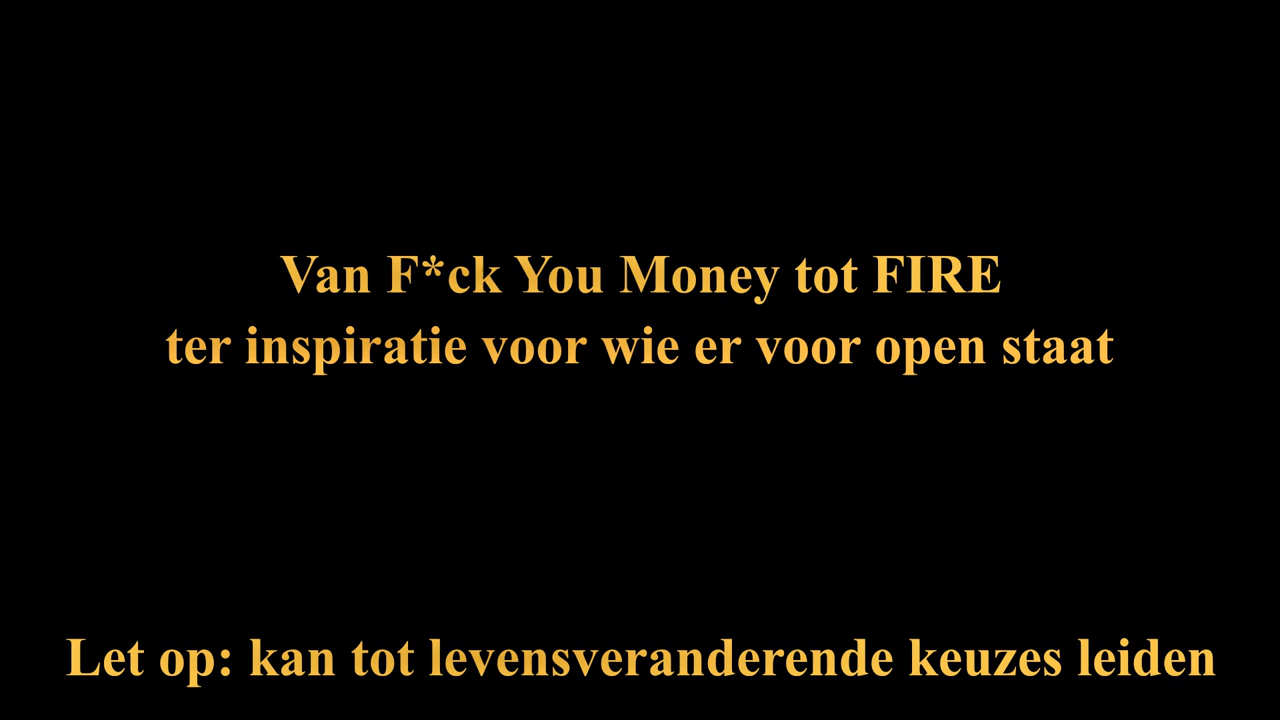 Van F*ck You Money tot FIRE
ter inspiratie voor wie er voor open staat
Let op: kan tot levensveranderende keuzes leiden